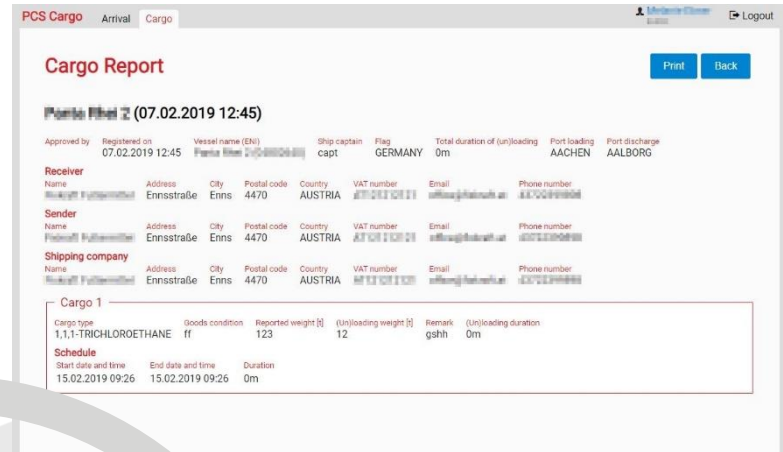 PCS Cargo Arrival Cargo Logout
Cargo Report Print Back
(07.02.2019 12:45)
Approved by Registered on Vessel name (ENI) Ship captain Flag Total duration of (un)loading Port loading Port discharge
07.02.2019 12:45 capt GERMANY 0m AACHEN AALBORG
Receiver
Name Address City Postal code Country VAT number Email Phone number
Ennsstraße Enns 4470 AUSTRIA
Sender
Name Address City Postal code Country VAT number Email Phone number
Ennsstraße Enns 4470 AUSTRIA
Shipping company
Name Address City Postal code Country VAT number Email Phone number
Ennsstraße Enns 4470 AUSTRIA
Cargo 1
Cargo type Goods condition Reported weight [t] (Un)loading weight [t] Remark (Un)loading duration
1,1,1-TRICHLOROETHANE ff 123 12 gshh 0m
Schedule
Start date and time End date and time Duration
15.02.2019 09:26 15.02.2019 09:26 0m